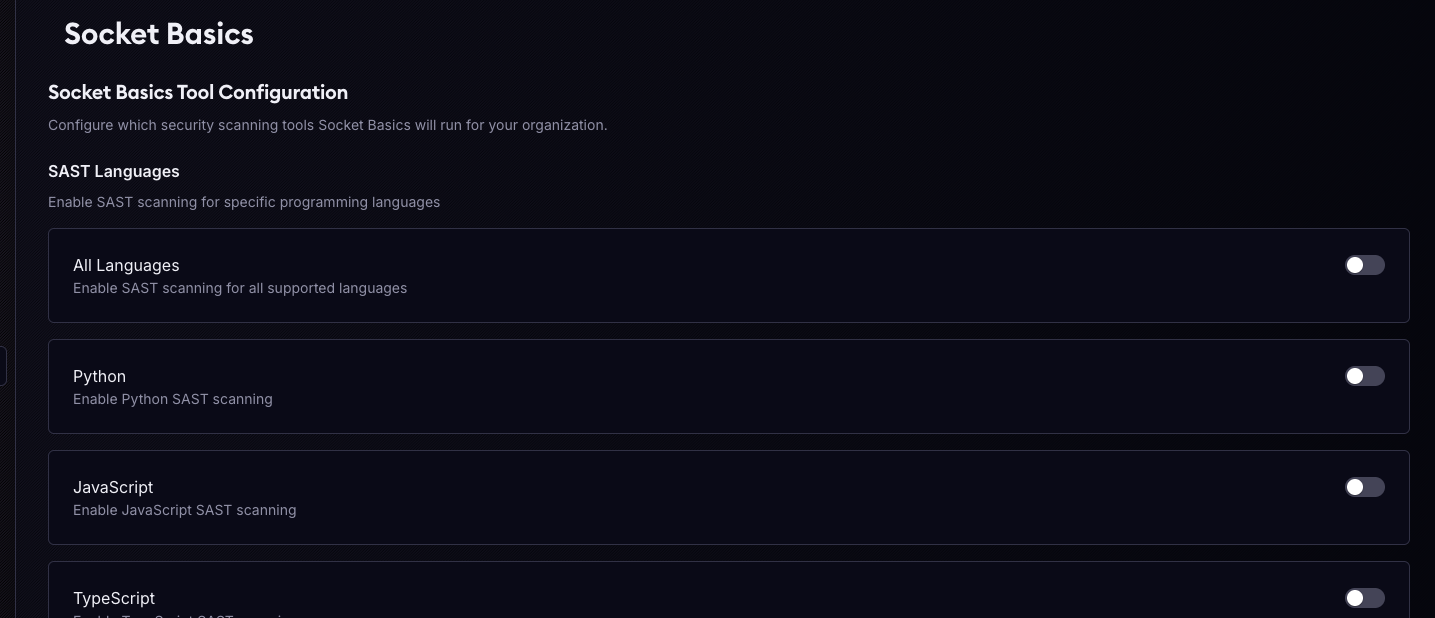 Socket Basics
Socket Basics Tool Configuration
Configure which security scanning tools Socket Basics will run for your organization.
SAST Languages
Enable SAST scanning for specific programming languages
All Languages
Enable SAST scanning for all supported languages
Python
Enable Python SAST scanning
JavaScript
Enable JavaScript SAST scanning
TypeScript